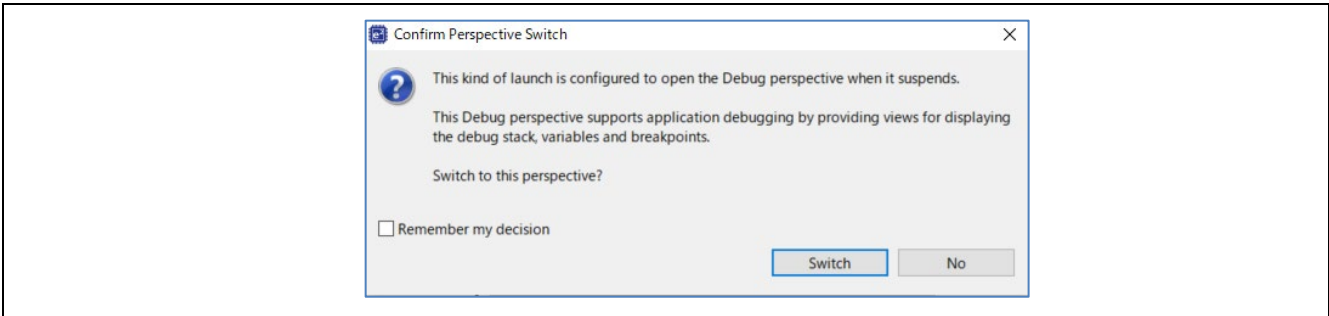 Confirm Perspective Switch
This kind of launch is configured to open the Debug perspective when it suspends.
This Debug perspective supports application debugging by providing views for displaying
the debug stack, variables and breakpoints.
Switch to this perspective?
Remember my decision
Switch No